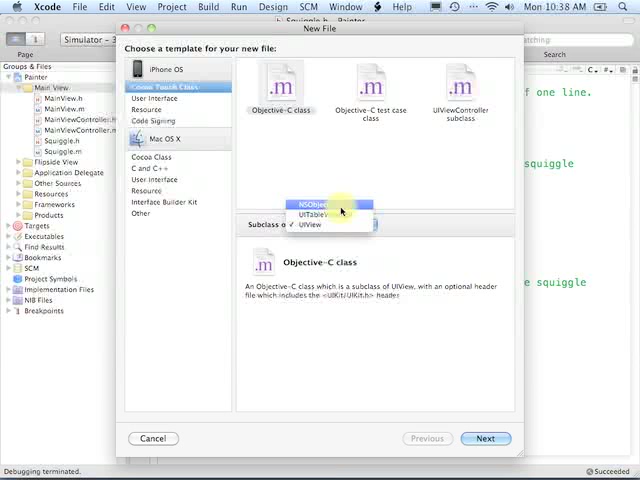 Xcode File Edit View Project Build Run Design SCM Window Help Mon 10:38 AM
Squiggle.h - Painter
Simulator - 3
Page
Search
New File
Choose a template for your new file:
Groups & Files
Painter
Main View
MainView.h
MainView.m
MainViewController.h
MainViewController.m
Squiggle.h
Squiggle.m
Flipside View
Application Delegate
Other Sources
Resources
Frameworks
Products
Targets
Executables
Find Results
Bookmarks
SCM
Project Symbols
Implementation Files
NIB Files
Breakpoints
iPhone OS
Cocoa Touch Class
User Interface
Resource
Code Signing
Mac OS X
Cocoa Class
C and C++
User Interface
Resource
Interface Builder Kit
Other
.m
Objective-C class
.m
Objective-C test case
class
.m
UIViewController
subclass
Subclass o
NSObjec
UITableV
✓ UIView
.m
Objective-C class
An Objective-C class which is a subclass of UIView, with an optional header
file which includes the <UIKit/UIKit.h> header.
Cancel
Previous
Next
of one line.
squiggle
e squiggle
C
#
Debugging terminated.
Succeeded